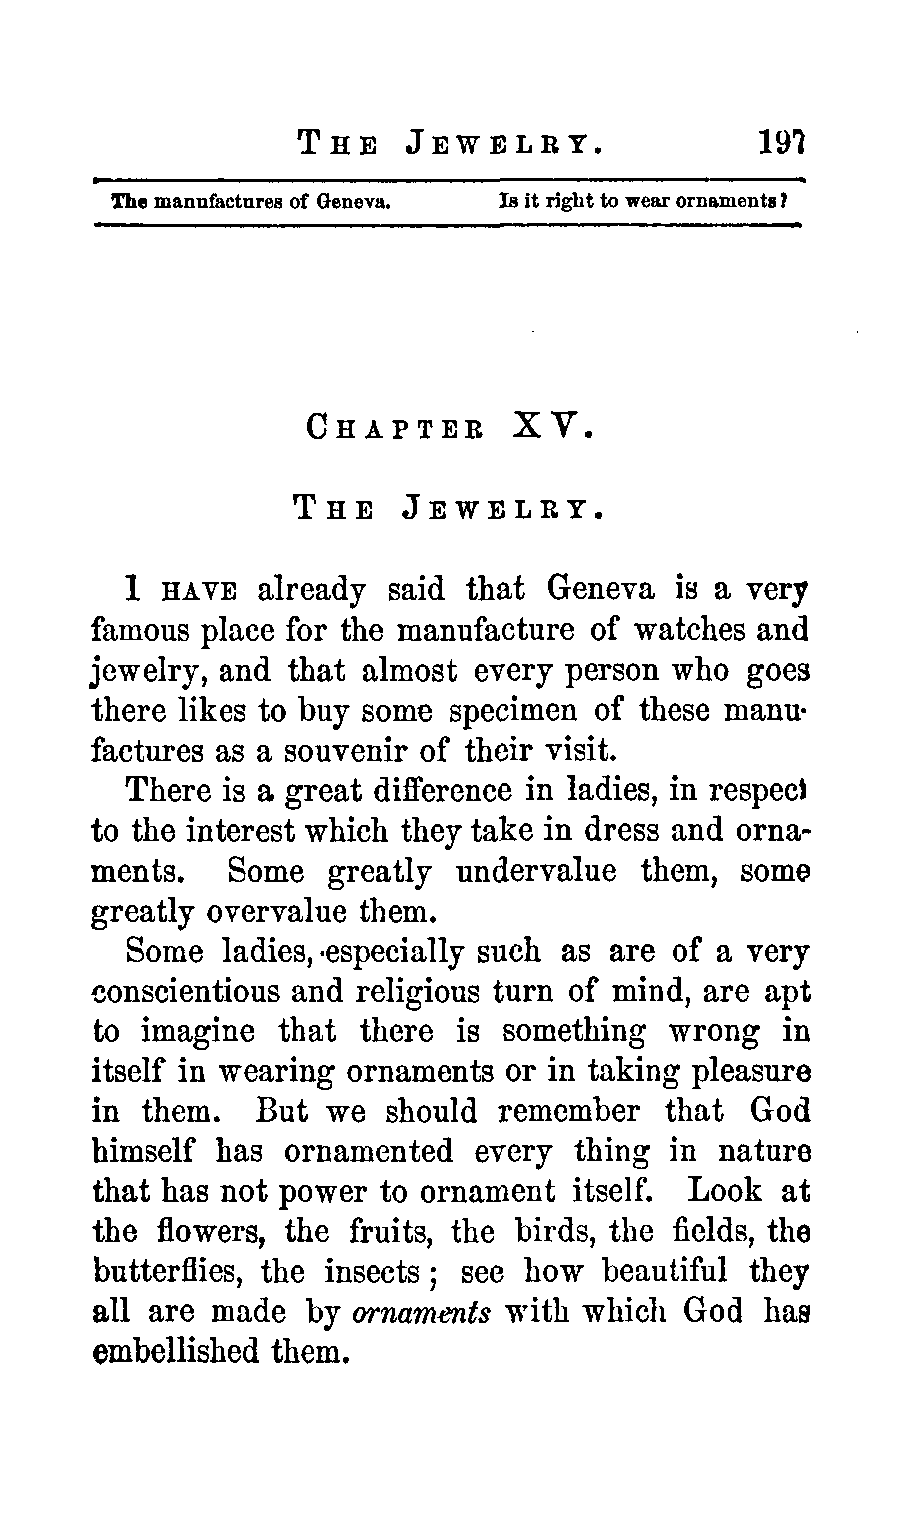 THE JEWELRY. 197
The manufactures of Geneva. Is it right to wear ornaments?
CHAPTER XV.
THE JEWELRY.
I HAVE already said that Geneva is a very
famous place for the manufacture of watches and
jewelry, and that almost every person who goes
there likes to buy some specimen of these manu-
factures as a souvenir of their visit.
There is a great difference in ladies, in respect
to the interest which they take in dress and orna-
ments. Some greatly undervalue them, some
greatly overvalue them.
Some ladies, especially such as are of a very
conscientious and religious turn of mind, are apt
to imagine that there is something wrong in
itself in wearing ornaments or in taking pleasure
in them. But we should remember that God
himself has ornamented every thing in nature
that has not power to ornament itself. Look at
the flowers, the fruits, the birds, the fields, the
butterflies, the insects; see how beautiful they
all are made by ornaments with which God has
embellished them.